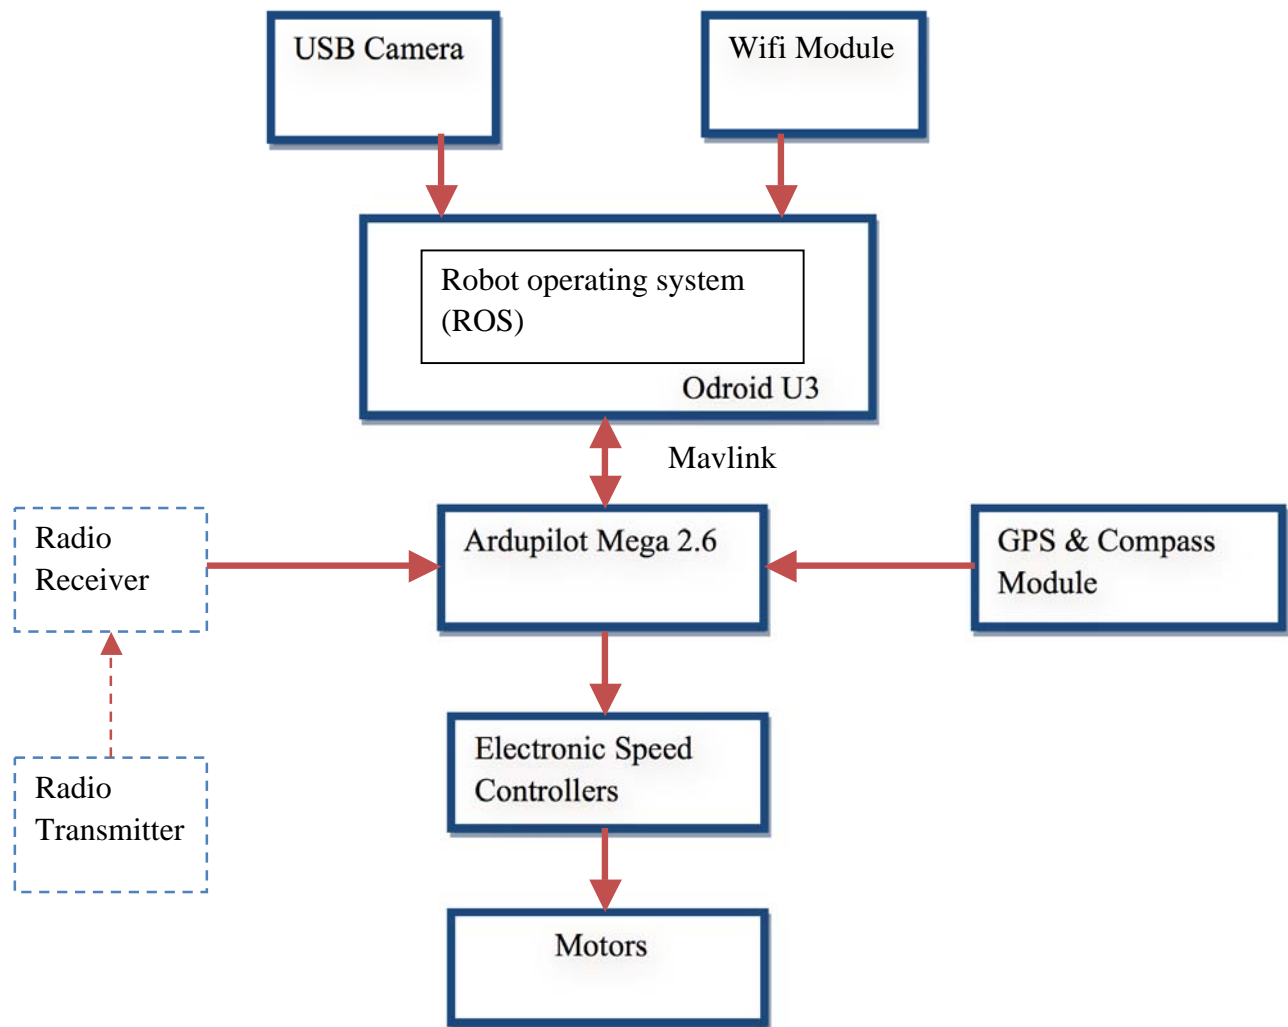 USB Camera
Wifi Module
Robot operating system
(ROS)
Odroid U3
Mavlink
Radio
Receiver
Ardupilot Mega 2.6
GPS & Compass
Module
Electronic Speed
Controllers
Radio
Transmitter
Motors